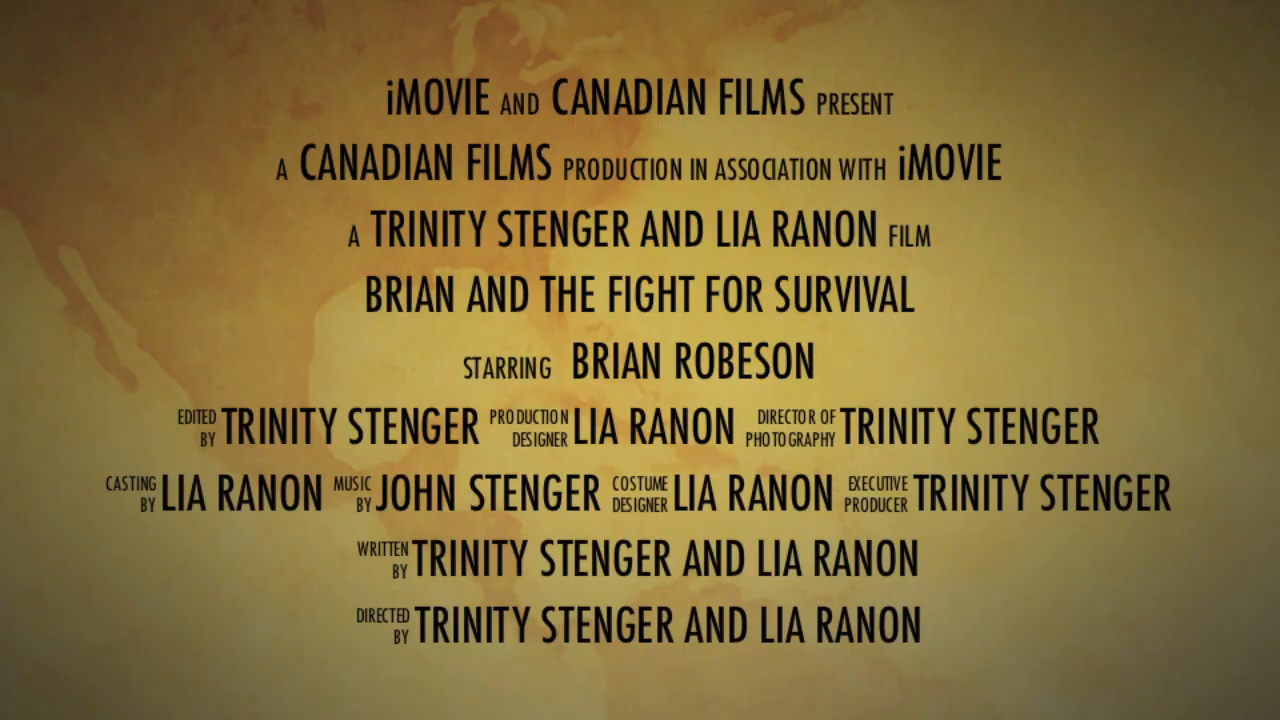 iMOVIE AND CANADIAN FILMS PRESENT
A CANADIAN FILMS PRODUCTION IN ASSOCIATION WITH iMOVIE
A TRINITY STENGER AND LIA RANON FILM
BRIAN AND THE FIGHT FOR SURVIVAL
STARRING BRIAN ROBESON
EDITED BY TRINITY STENGER PRODUCTION DESIGNER LIA RANON DIRECTOR OF PHOTOGRAPHY TRINITY STENGER
CASTING BY LIA RANON MUSIC BY JOHN STENGER COSTUME DESIGNER LIA RANON EXECUTIVE PRODUCER TRINITY STENGER
WRITTEN BY TRINITY STENGER AND LIA RANON
DIRECTED BY TRINITY STENGER AND LIA RANON